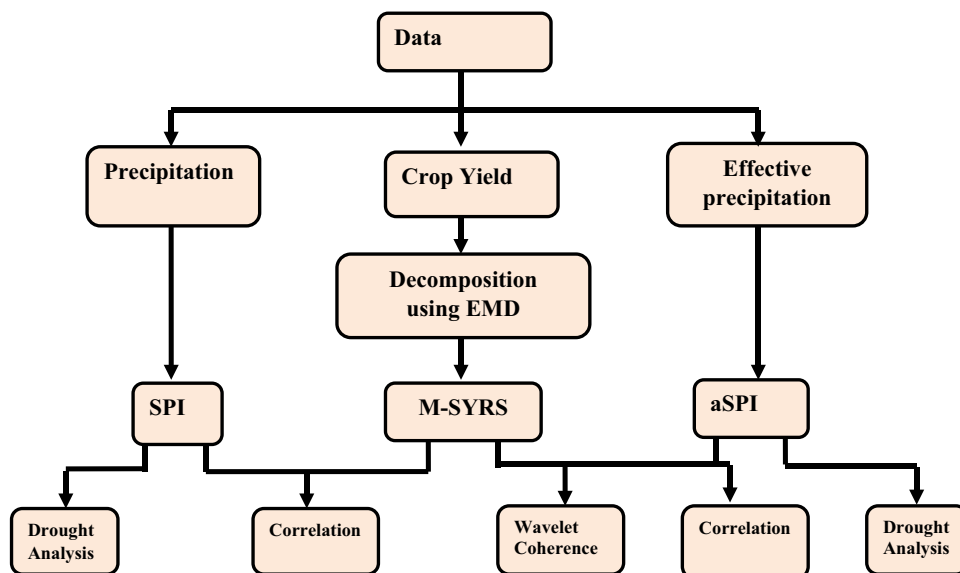 Data
Precipitation
Crop Yield
Effective
precipitation
Decomposition
using EMD
SPI
M-SYRS
aSPI
Drought
Analysis
Correlation
Wavelet
Coherence
Correlation
Drought
Analysis